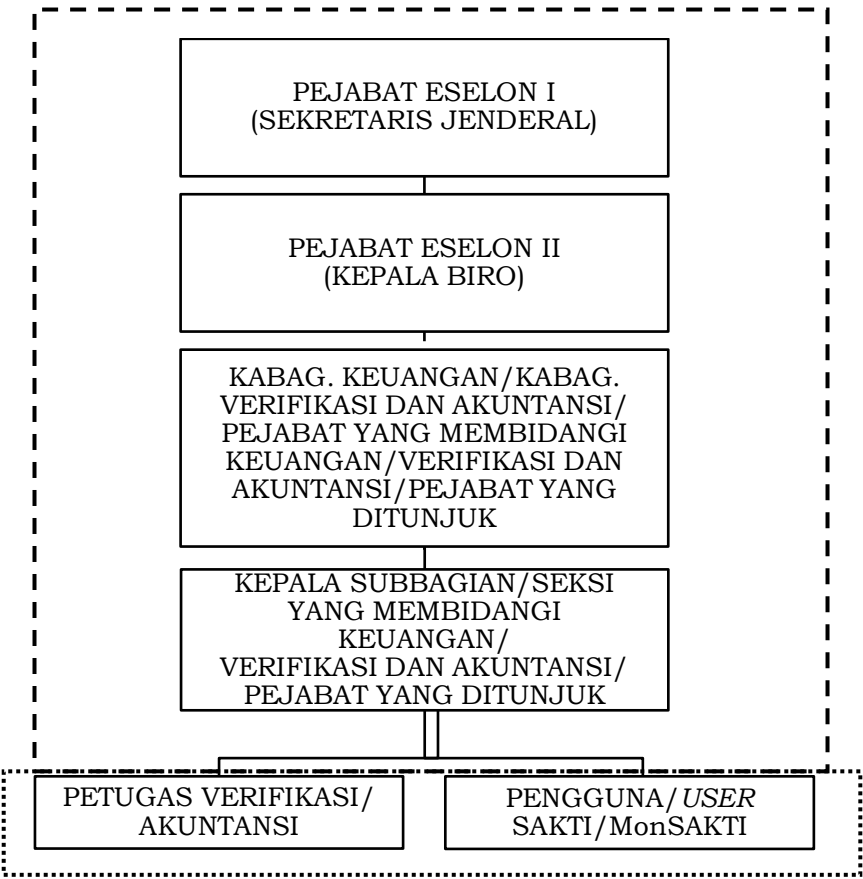 PEJABAT ESELON I
(SEKRETARIS JENDERAL)
PEJABAT ESELON II
(KEPALA BIRO)
KABAG. KEUANGAN/KABAG.
VERIFIKASI DAN AKUNTANSI/
PEJABAT YANG MEMBIDANGI
KEUANGAN/VERIFIKASI DAN
AKUNTANSI/PEJABAT YANG
DITUNJUK
KEPALA SUBBAGIAN/SEKSI
YANG MEMBIDANGI
KEUANGAN/
VERIFIKASI DAN AKUNTANSI/
PEJABAT YANG DITUNJUK
PETUGAS VERIFIKASI/
AKUNTANSI
PENGGUNA/USER
SAKTI/MonSAKTI